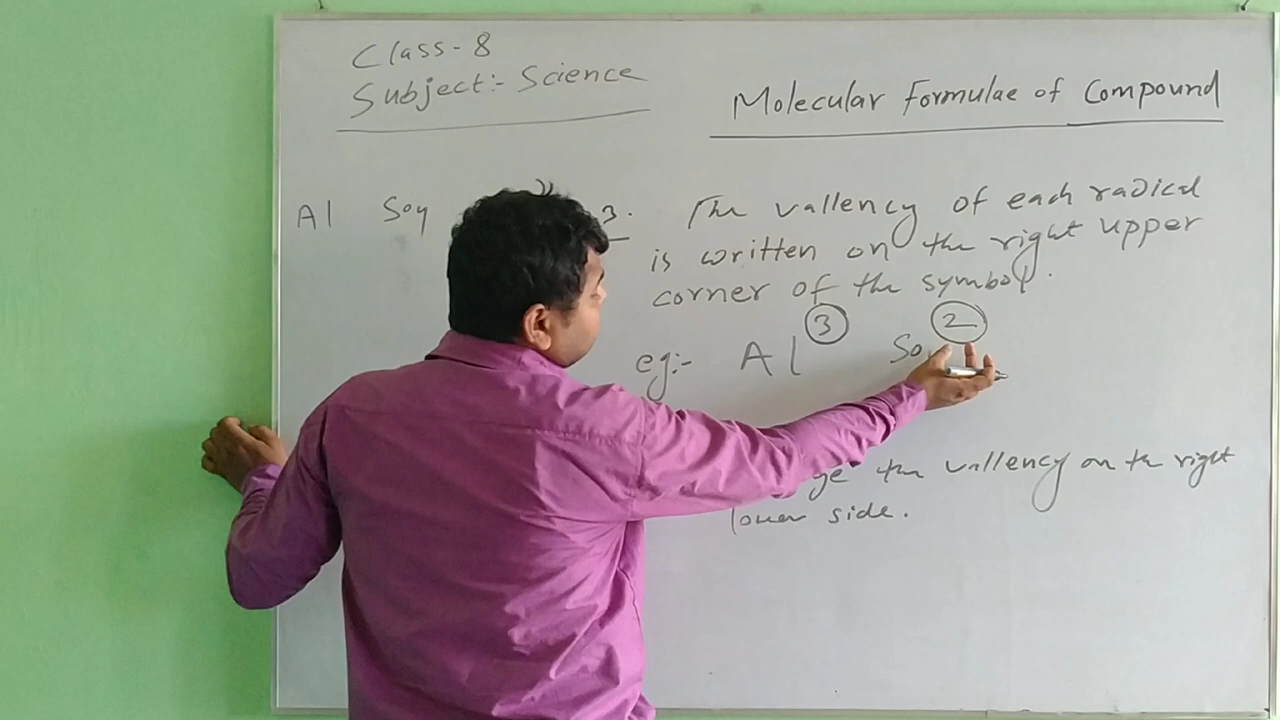 Class - 8
Subject:- Science
Molecular Formulae of Compound
Al So4
3. The vallency of each radical
is written on the right upper
corner of the symbol.
3 2
eg:- Al So
the vallency on the right
lower side.